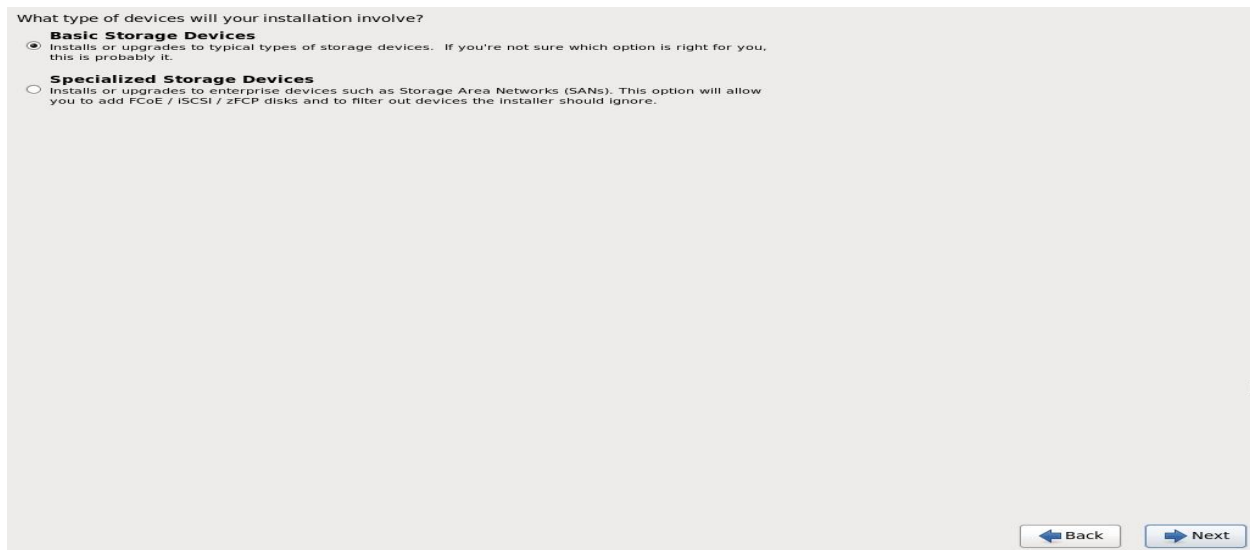 What type of devices will your installation involve?
Basic Storage Devices
Installs or upgrades to typical types of storage devices.  If you're not sure which option is right for you,
this is probably it.
Specialized Storage Devices
Installs or upgrades to enterprise devices such as Storage Area Networks (SANs). This option will allow
you to add FCoE / iSCSI / zFCP disks and to filter out devices the installer should ignore.
Back
Next